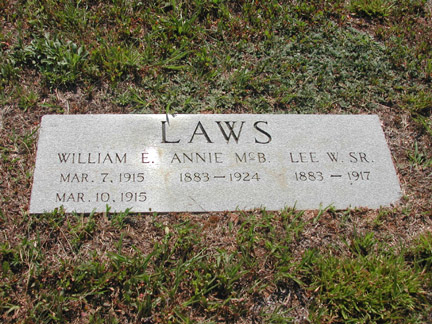 LAWS
WILLIAM E. ANNIE McB. LEE W. SR.
MAR. 7, 1915 1883–1924 1883–1917
MAR. 10, 1915